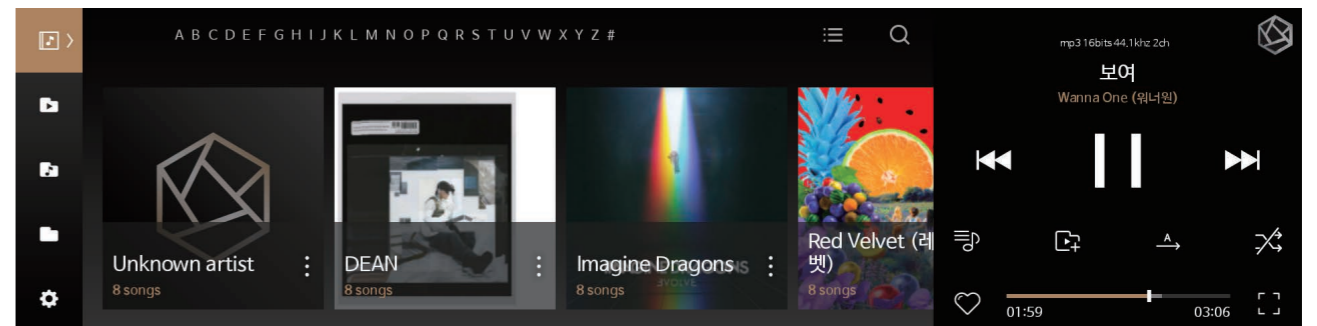 A B C D E F G H I J K L M N O P Q R S T U V W X Y Z #
Unknown artist
8 songs
DEAN
8 songs
Imagine Dragons
8 songs
EVOLVE
Red Velvet (레
벳)
8 songs
mp3 16bits 44.1khz 2ch
보여
Wanna One (워너원)
A
01:59
03:06